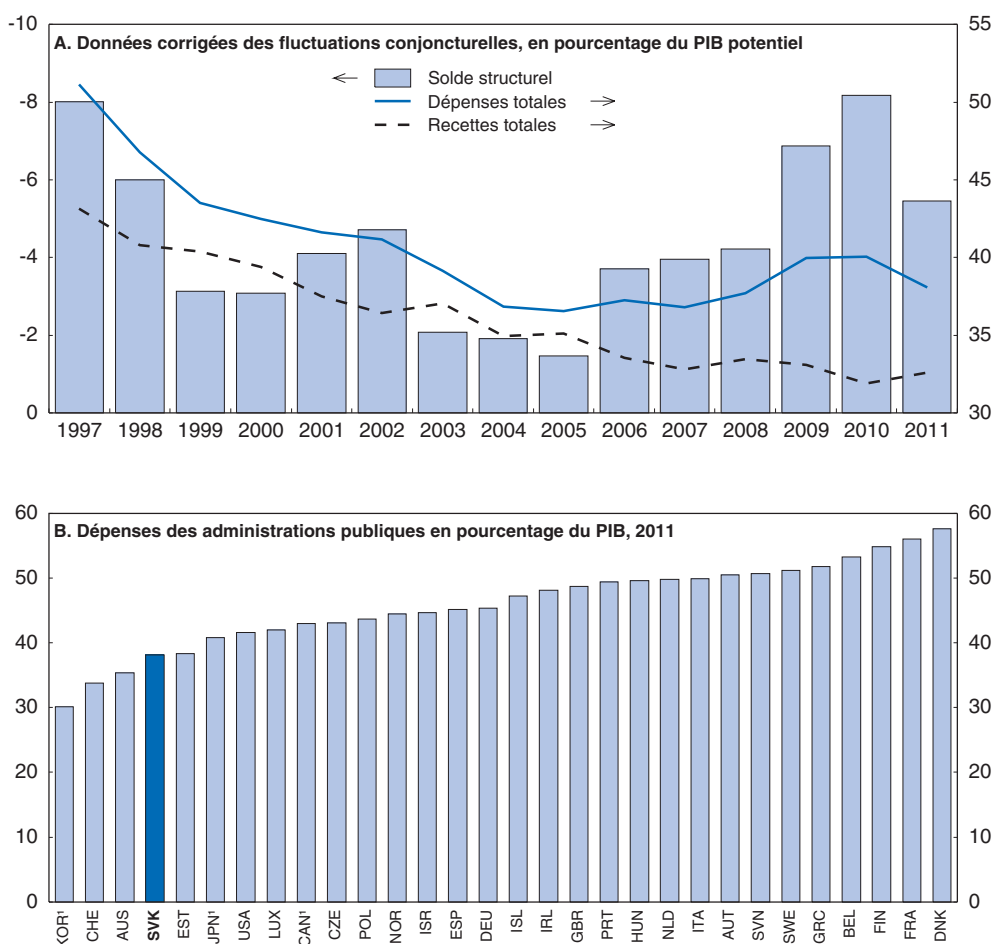 A. Données corrigées des fluctuations conjoncturelles, en pourcentage du PIB potentiel
← Solde structurel
Dépenses totales →
Recettes totales →
-10 55
-8 50
-6 45
-4 40
-2 35
0 30
1997 1998 1999 2000 2001 2002 2003 2004 2005 2006 2007 2008 2009 2010 2011
B. Dépenses des administrations publiques en pourcentage du PIB, 2011
60 60
50 50
40 40
30 30
20 20
10 10
0 0
KOR¹ CHE AUS SVK EST JPN¹ USA LUX CAN¹ CZE POL NOR ISR ESP DEU ISL IRL GBR PRT HUN NLD ITA AUT SVN SWE GRC BEL FIN FRA DNK